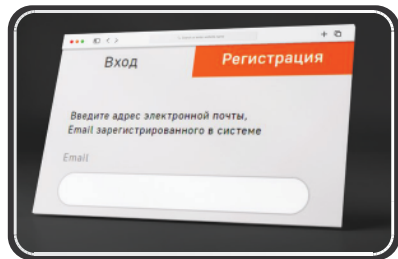 Вход
Регистрация
Введите адрес электронной почты,
Email зарегистрированного в системе
Email